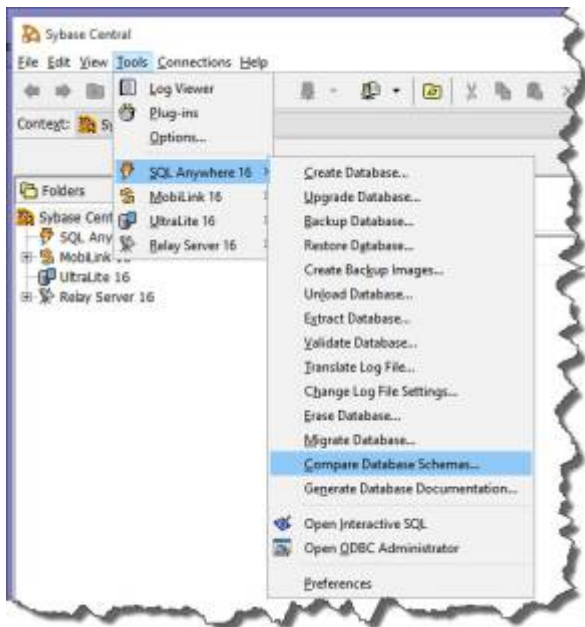 Sybase Central
File Edit View Tools Connections Help
Log Viewer
Plug-ins
Options...
Context: Sy
SQL Anywhere 16
MobiLink 16
UltraLite 16
Relay Server 16
Create Database...
Upgrade Database...
Backup Database...
Restore Database...
Create Backup Images...
Unload Database...
Extract Database...
Validate Database...
Translate Log File...
Change Log File Settings...
Erase Database...
Migrate Database...
Compare Database Schemas...
Generate Database Documentation...
Open Interactive SQL
Open ODBC Administrator
Preferences
Folders
Sybase Cent
SQL Any
MobiLink
UltraLite 16
Relay Server 16